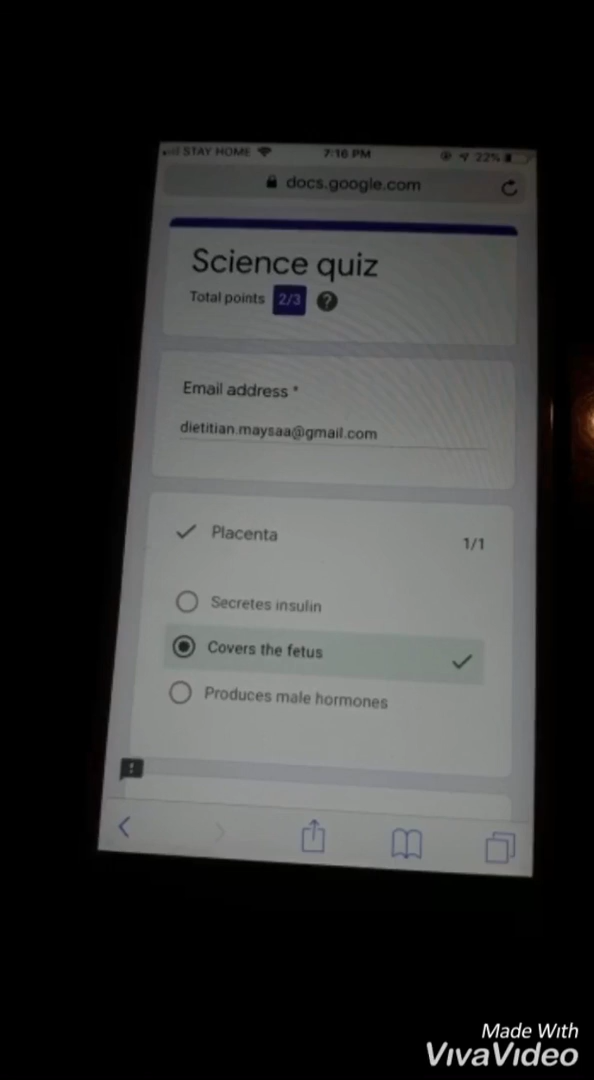 STAY HOME 7:16 PM 22%
docs.google.com
Science quiz
Total points 2/3 ?
Email address *
dietitian.maysaa@gmail.com
Placenta 1/1
Secretes insulin
Covers the fetus
Produces male hormones
!
Made With
VivaVideo